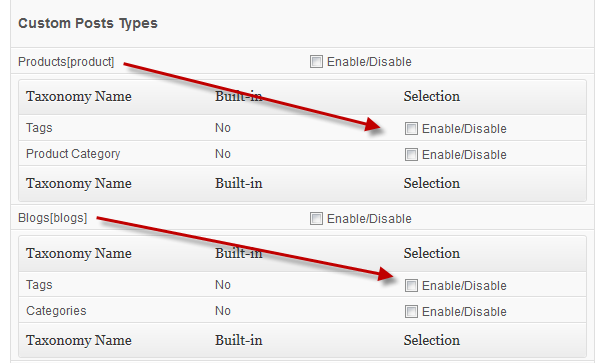 Custom Posts Types
Products[product] Enable/Disable
Taxonomy Name Built-in Selection
Tags No Enable/Disable
Product Category No Enable/Disable
Taxonomy Name Built-in Selection
Blogs[blogs] Enable/Disable
Taxonomy Name Built-in Selection
Tags No Enable/Disable
Categories No Enable/Disable
Taxonomy Name Built-in Selection